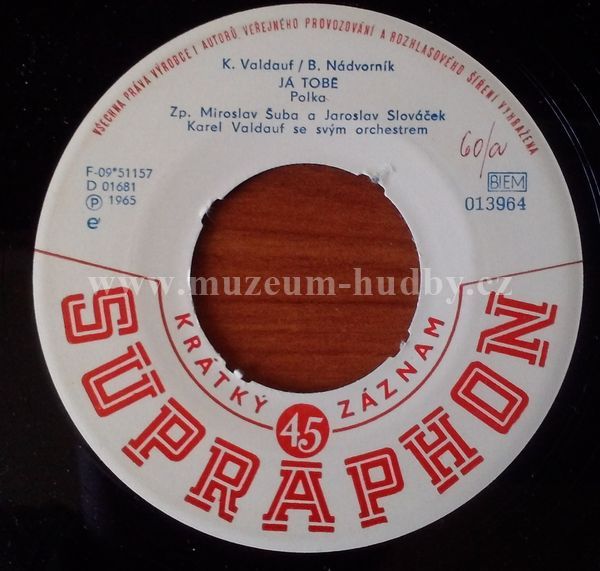 VŠECHNA PRÁVA VÝROBCE I AUTORŮ VEŘEJNÉHO PROVOZOVÁNÍ A ROZHLASOVÉHO ŠÍŘENÍ VYHRAŽENA
K. Valdauf / B. Nádvorník
JÁ TOBĚ
Polka
Zp. Miroslav Šuba a Jaroslav Slováček
Karel Valdauf se svým orchestrem
60/a
F-09*51157
D 01681
Ⓟ 1965
e
BIEM
013964
www.muzeum-hudby.cz
KRÁTKÝ 45 ZÁZNAM
SUPRAPHON